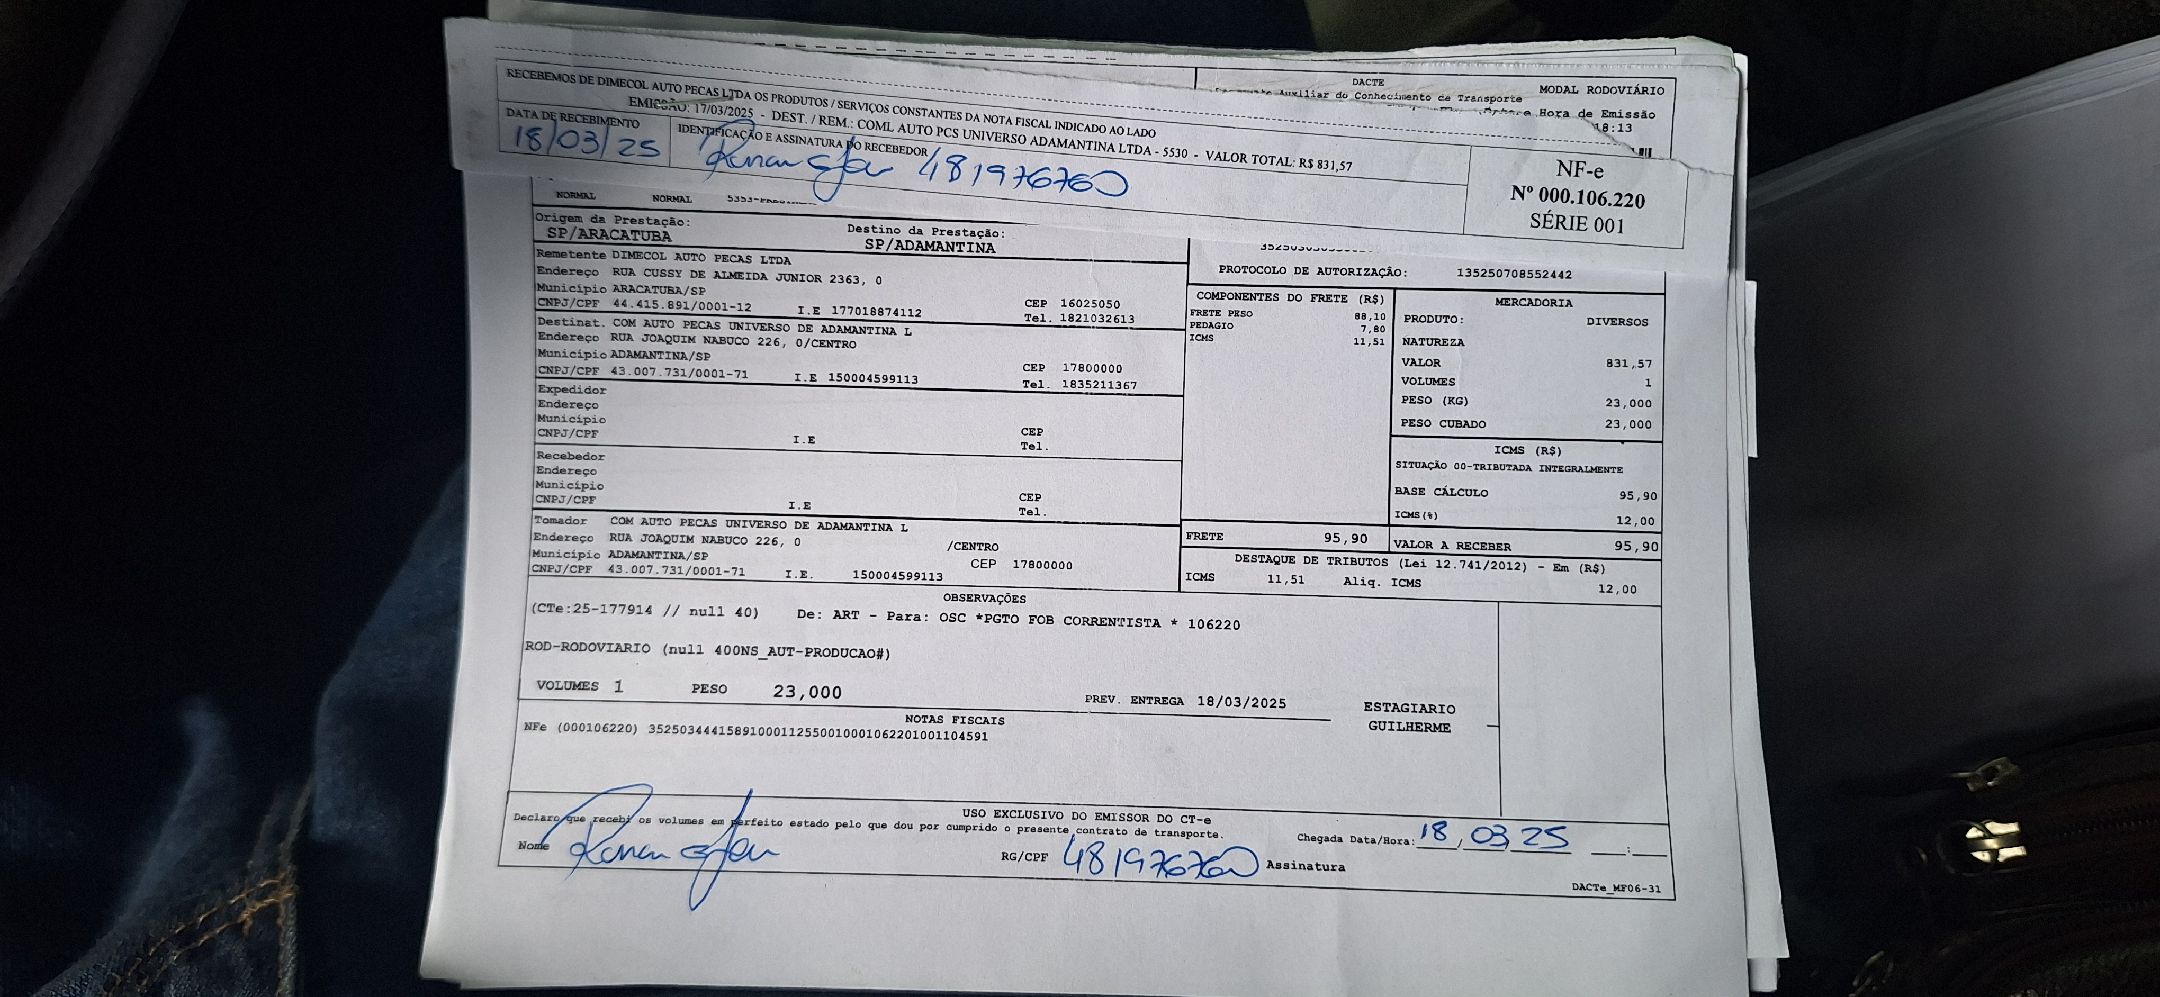 DACTE
MODAL RODOVIÁRIO
Auxiliar do Conhecimento de Transporte
Hora de Emissão
18:13
RECEBEMOS DE DIMECOL AUTO PECAS LTDA OS PRODUTOS / SERVIÇOS CONSTANTES DA NOTA FISCAL INDICADO AO LADO
EMISSÃO: 17/03/2025 - DEST. / REM.: COML AUTO PCS UNIVERSO ADAMANTINA LTDA - 5530 - VALOR TOTAL: R$ 831,57
DATA DE RECEBIMENTO
18/03/25
IDENTIFICAÇÃO E ASSINATURA DO RECEBEDOR
481976760
NF-e
Nº 000.106.220
SÉRIE 001
NORMAL NORMAL
Origem da Prestação:
SP/ARACATUBA
Destino da Prestação:
SP/ADAMANTINA
PROTOCOLO DE AUTORIZAÇÃO: 135250708552442
Remetente DIMECOL AUTO PECAS LTDA
Endereço RUA CUSSY DE ALMEIDA JUNIOR 2363, 0
Município ARACATUBA/SP
CEP 16025050
CNPJ/CPF 44.415.891/0001-12 I.E 177018874112
Tel. 1821032613
Destinat. COM AUTO PECAS UNIVERSO DE ADAMANTINA L
Endereço RUA JOAQUIM NABUCO 226, 0/CENTRO
Município ADAMANTINA/SP
CEP 17800000
CNPJ/CPF 43.007.731/0001-71 I.E 150004599113
Tel. 1835211367
Expedidor
Endereço
Município
CEP
CNPJ/CPF I.E
Tel.
Recebedor
Endereço
Município
CEP
CNPJ/CPF I.E
Tel.
Tomador COM AUTO PECAS UNIVERSO DE ADAMANTINA L
Endereço RUA JOAQUIM NABUCO 226, 0 /CENTRO
Município ADAMANTINA/SP CEP 17800000
CNPJ/CPF 43.007.731/0001-71 I.E. 150004599113
COMPONENTES DO FRETE (R$)
FRETE PESO 88,10
PEDAGIO 7,80
ICMS 11,51
MERCADORIA
PRODUTO: DIVERSOS
NATUREZA
VALOR 831,57
VOLUMES 1
PESO (KG) 23,000
PESO CUBADO 23,000
ICMS (R$)
SITUAÇÃO 00-TRIBUTADA INTEGRALMENTE
BASE CÁLCULO 95,90
ICMS(%) 12,00
FRETE 95,90
VALOR A RECEBER 95,90
DESTAQUE DE TRIBUTOS (Lei 12.741/2012) - Em (R$)
ICMS 11,51 Aliq. ICMS 12,00
OBSERVAÇÕES
(CTe:25-177914 // null 40) De: ART - Para: OSC *PGTO FOB CORRENTISTA * 106220
ROD-RODOVIARIO (null 400NS_AUT-PRODUCAO#)
VOLUMES 1 PESO 23,000 PREV. ENTREGA 18/03/2025
ESTAGIARIO
GUILHERME
NOTAS FISCAIS
NFe (000106220) 35250344415891000112550010001062201001104591
USO EXCLUSIVO DO EMISSOR DO CT-e
Declaro que recebi os volumes em perfeito estado pelo que dou por cumprido o presente contrato de transporte.
Chegada Data/Hora: 18/03/25 __:__
Nome
RG/CPF 481976760 Assinatura
DACTe_MF06-31